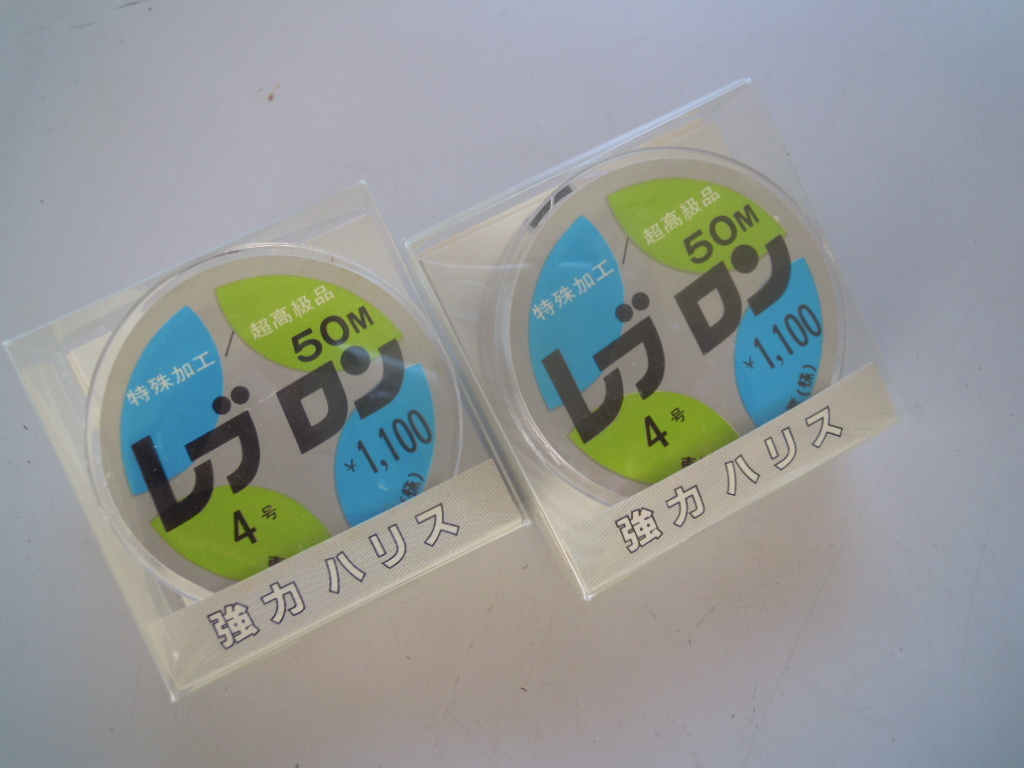 特殊加工
超高級品
50M
レブロン
¥1,100
4号
強力ハリス
特殊加工
超高級品
50M
レブロン
¥1,100
4号
強力ハリス